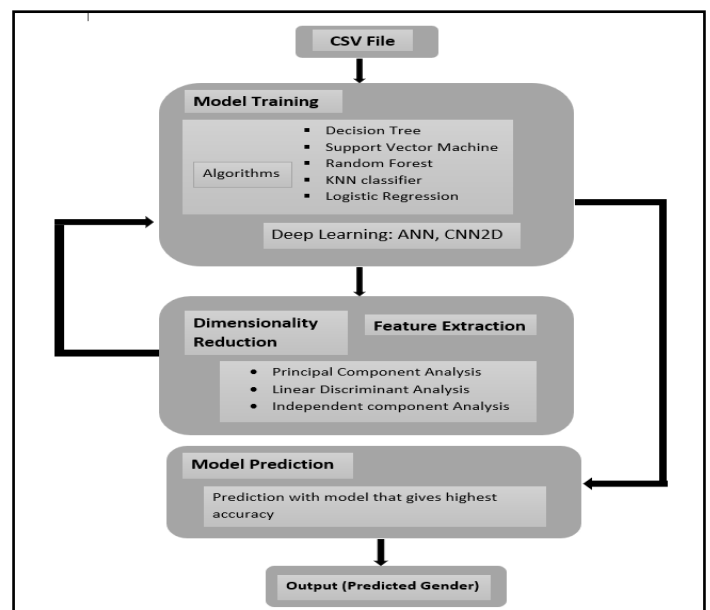 CSV File
Model Training
Algorithms
Decision Tree
Support Vector Machine
Random Forest
KNN classifier
Logistic Regression
Deep Learning: ANN, CNN2D
Dimensionality
Reduction
Feature Extraction
Principal Component Analysis
Linear Discriminant Analysis
Independent component Analysis
Model Prediction
Prediction with model that gives highest
accuracy
Output (Predicted Gender)